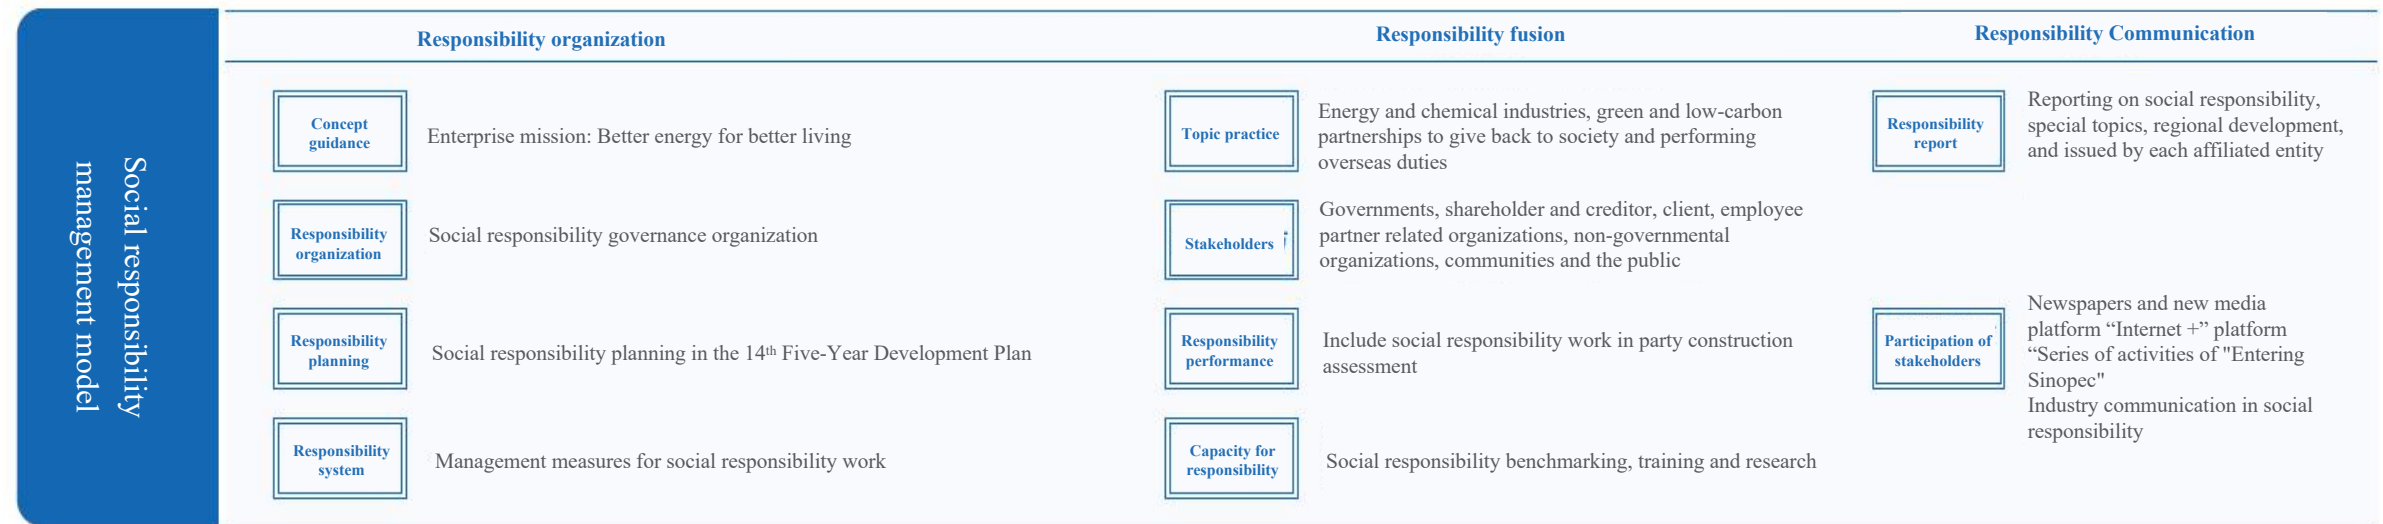 Social responsibility
management model
Responsibility organization
Concept
guidance
Enterprise mission: Better energy for better living
Responsibility
organization
Social responsibility governance organization
Responsibility
planning
Social responsibility planning in the 14th Five-Year Development Plan
Responsibility
system
Management measures for social responsibility work
Responsibility fusion
Topic practice
Energy and chemical industries, green and low-carbon
partnerships to give back to society and performing
overseas duties
Stakeholders
Governments, shareholder and creditor, client, employee
partner related organizations, non-governmental
organizations, communities and the public
Responsibility
performance
Include social responsibility work in party construction
assessment
Capacity for
responsibility
Social responsibility benchmarking, training and research
Responsibility Communication
Responsibility
report
Reporting on social responsibility,
special topics, regional development,
and issued by each affiliated entity
Participation of
stakeholders
Newspapers and new media
platform “Internet +” platform
“Series of activities of "Entering
Sinopec"
Industry communication in social
responsibility